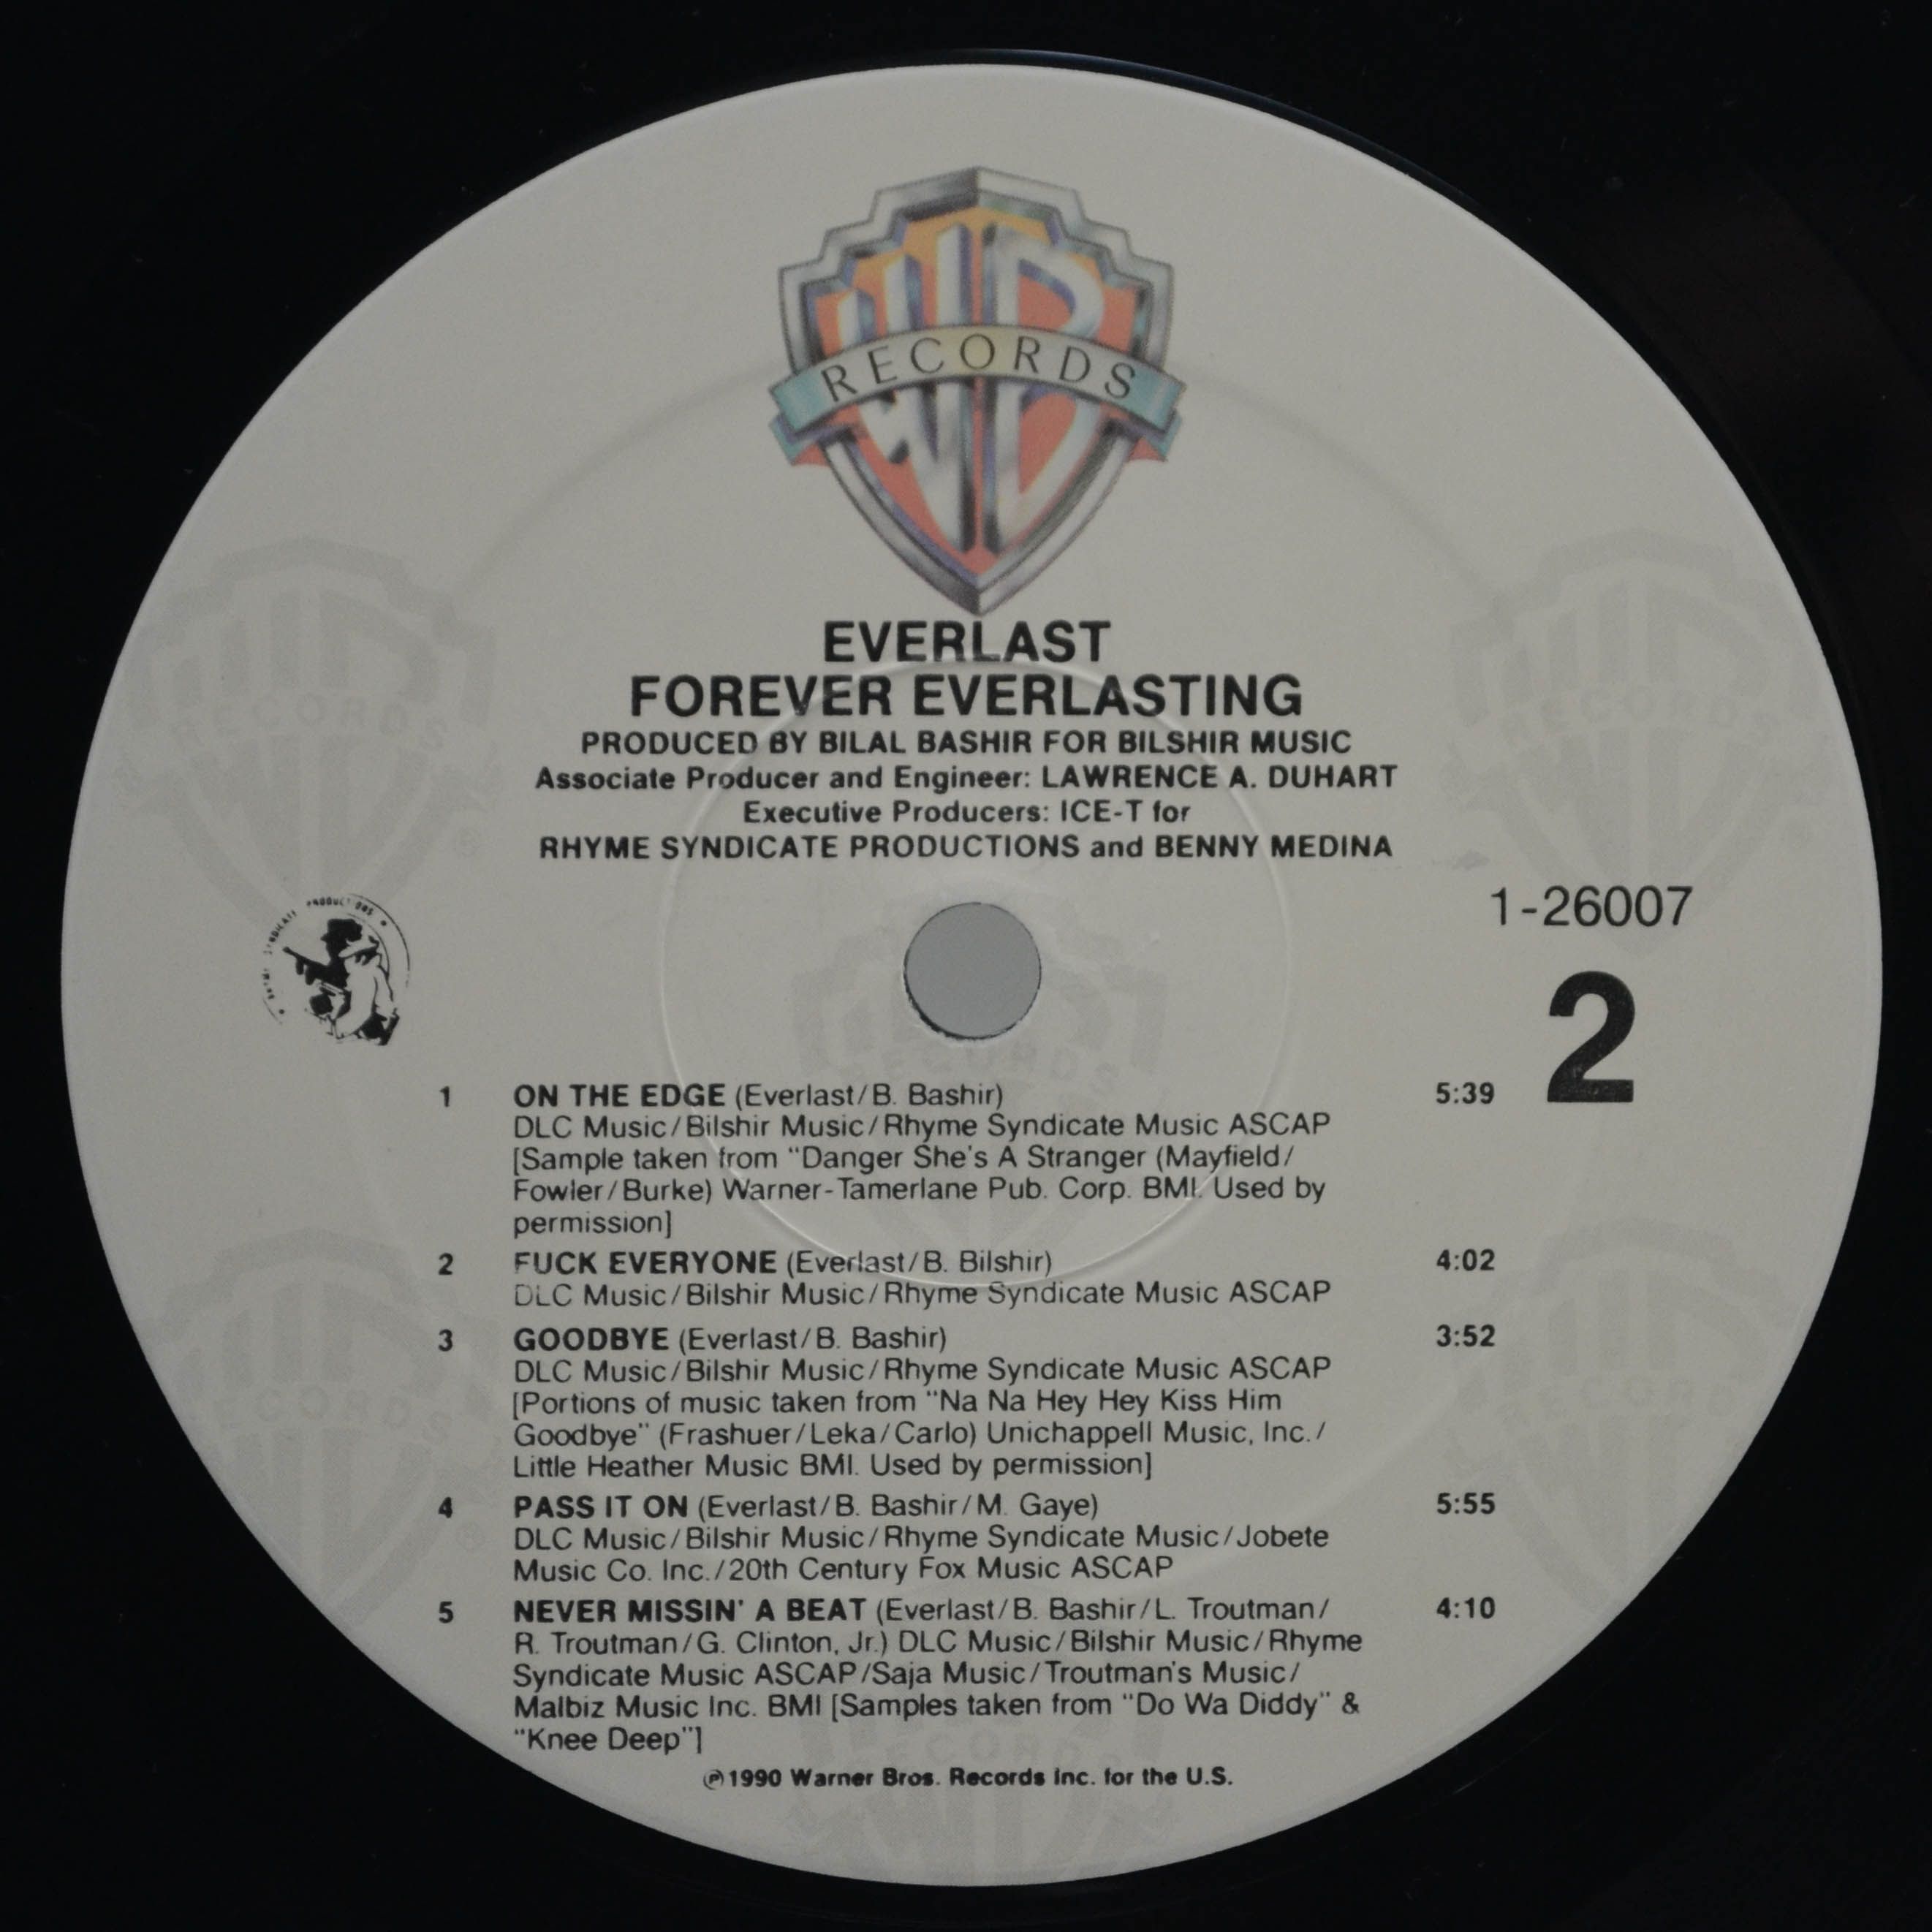 RECORDS
EVERLAST
FOREVER EVERLASTING
PRODUCED BY BILAL BASHIR FOR BILSHIR MUSIC
Associate Producer and Engineer: LAWRENCE A. DUHART
Executive Producers: ICE-T for
RHYME SYNDICATE PRODUCTIONS and BENNY MEDINA
1-26007
2
1 ON THE EDGE (Everlast/B. Bashir) 5:39
DLC Music/Bilshir Music/Rhyme Syndicate Music ASCAP
[Sample taken from "Danger She's A Stranger (Mayfield/
Fowler/Burke) Warner-Tamerlane Pub. Corp. BMI. Used by
permission]
2 FUCK EVERYONE (Everlast/B. Bilshir) 4:02
DLC Music/Bilshir Music/Rhyme Syndicate Music ASCAP
3 GOODBYE (Everlast/B. Bashir) 3:52
DLC Music/Bilshir Music/Rhyme Syndicate Music ASCAP
[Portions of music taken from "Na Na Hey Hey Kiss Him
Goodbye" (Frashuer/Leka/Carlo) Unichappell Music, Inc./
Little Heather Music BMI. Used by permission]
4 PASS IT ON (Everlast/B. Bashir/M. Gaye) 5:55
DLC Music/Bilshir Music/Rhyme Syndicate Music/Jobete
Music Co. Inc./20th Century Fox Music ASCAP
5 NEVER MISSIN' A BEAT (Everlast/B. Bashir/L. Troutman/ 4:10
R. Troutman/G. Clinton, Jr.) DLC Music/Bilshir Music/Rhyme
Syndicate Music ASCAP/Saja Music/Troutman's Music/
Malbiz Music Inc. BMI [Samples taken from "Do Wa Diddy" &
"Knee Deep"]
℗1990 Warner Bros. Records Inc. for the U.S.